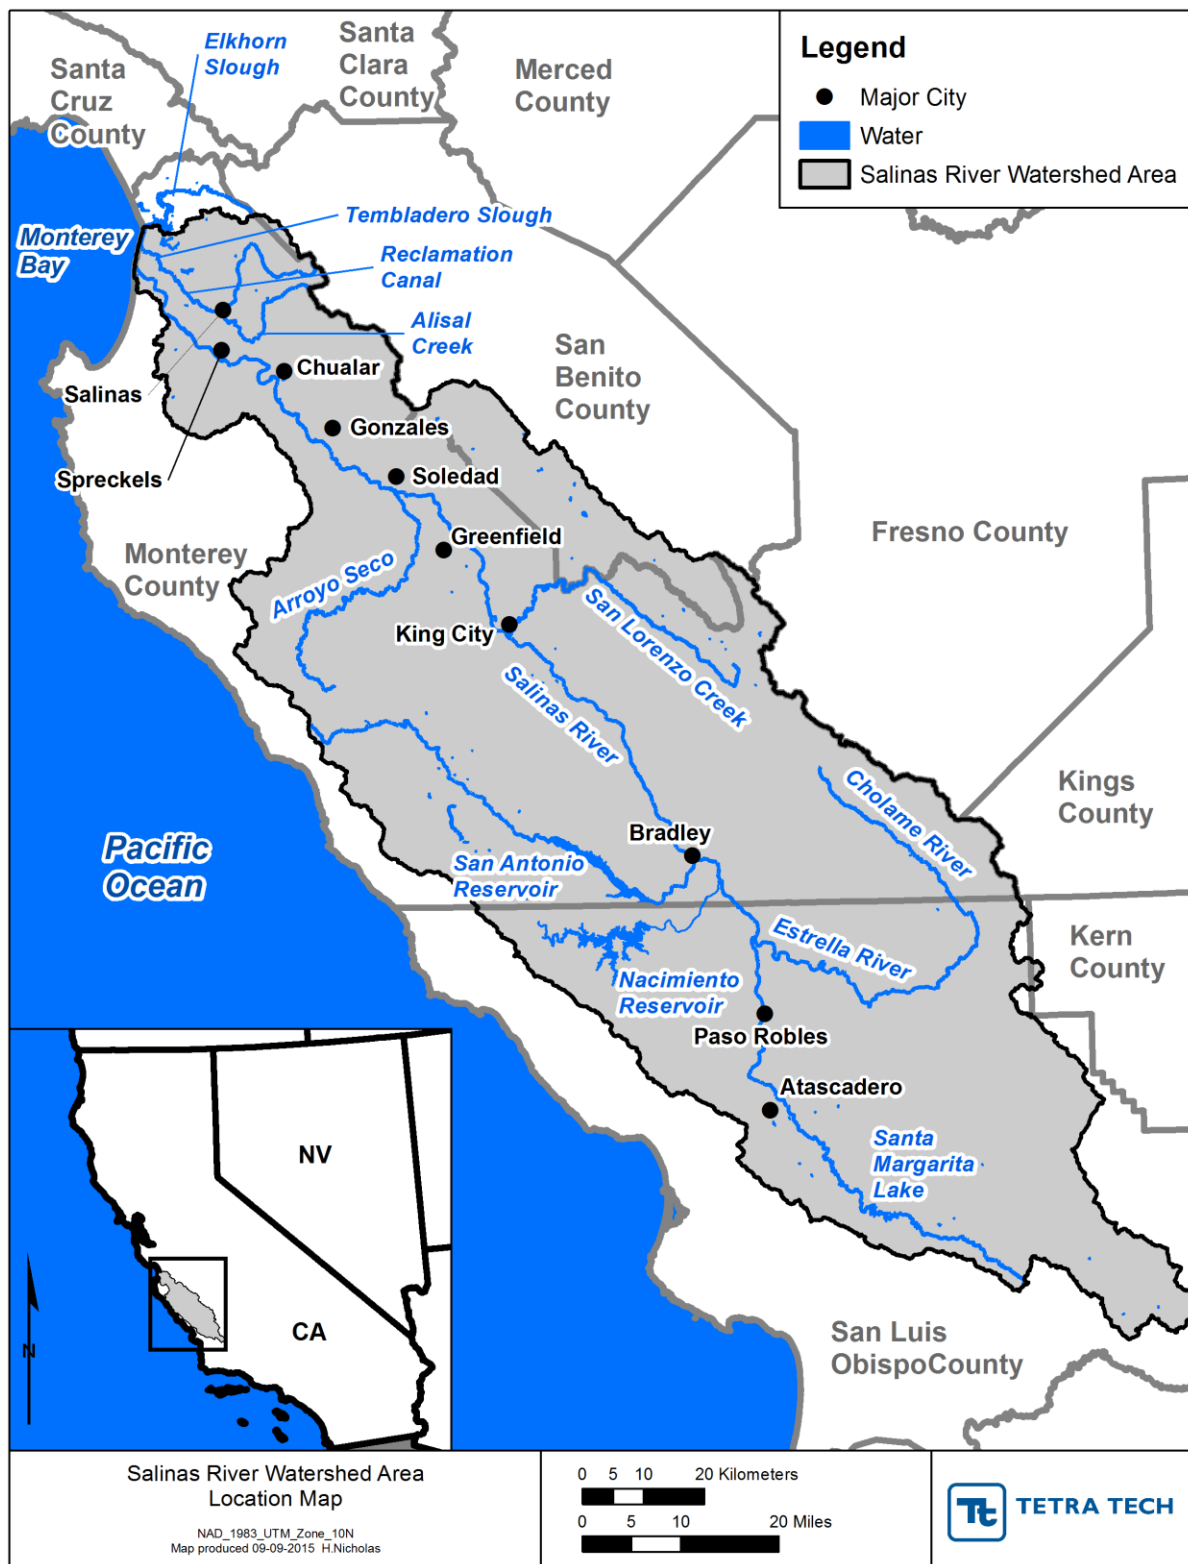 Elkhorn
Slough
Santa
Clara
County
Santa
Cruz
County
Merced
County
Legend
Major City
Water
Salinas River Watershed Area
Monterey
Bay
Tembladero Slough
Reclamation
Canal
Alisal
Creek
San
Benito
County
Chualar
Salinas
Gonzales
Soledad
Spreckels
Greenfield
Fresno County
Monterey
County
Arroyo Seco
King City
San Lorenzo Creek
Salinas River
Cholame River
Kings
County
Pacific
Ocean
Bradley
San Antonio
Reservoir
Estrella River
Kern
County
Nacimiento
Reservoir
Paso Robles
Atascadero
Santa
Margarita
Lake
NV
CA
N
San Luis
ObispoCounty
Salinas River Watershed Area
Location Map
NAD_1983_UTM_Zone_10N
Map produced 09-09-2015 H.Nicholas
0 5 10 20 Kilometers
0 5 10 20 Miles
Tt
TETRA TECH